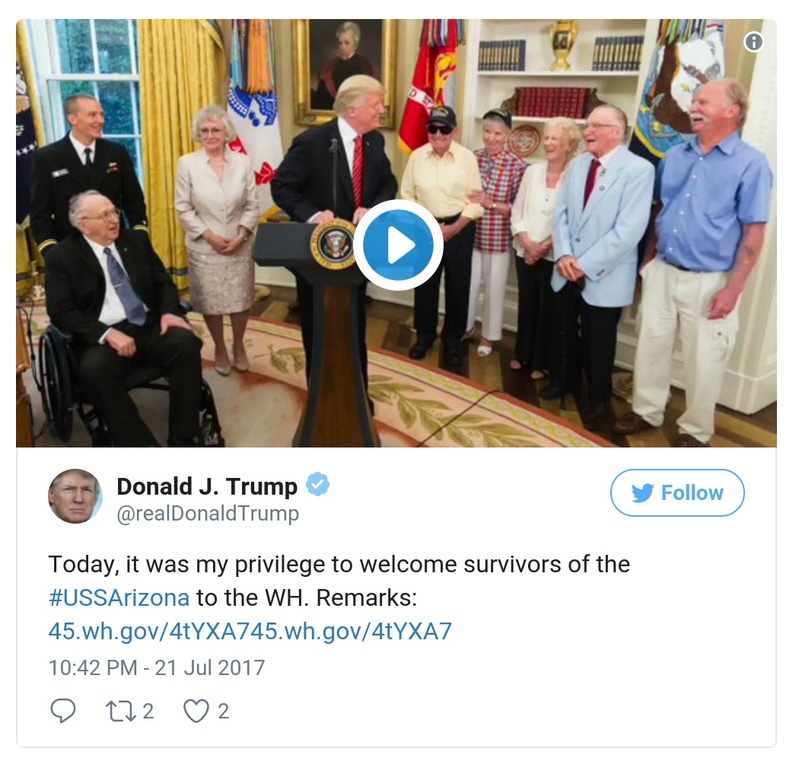 Donald J. Trump
@realDonaldTrump
Follow
Today, it was my privilege to welcome survivors of the
#USSArizona to the WH. Remarks:
45.wh.gov/4tYXA745.wh.gov/4tYXA7
10:42 PM - 21 Jul 2017
2
2